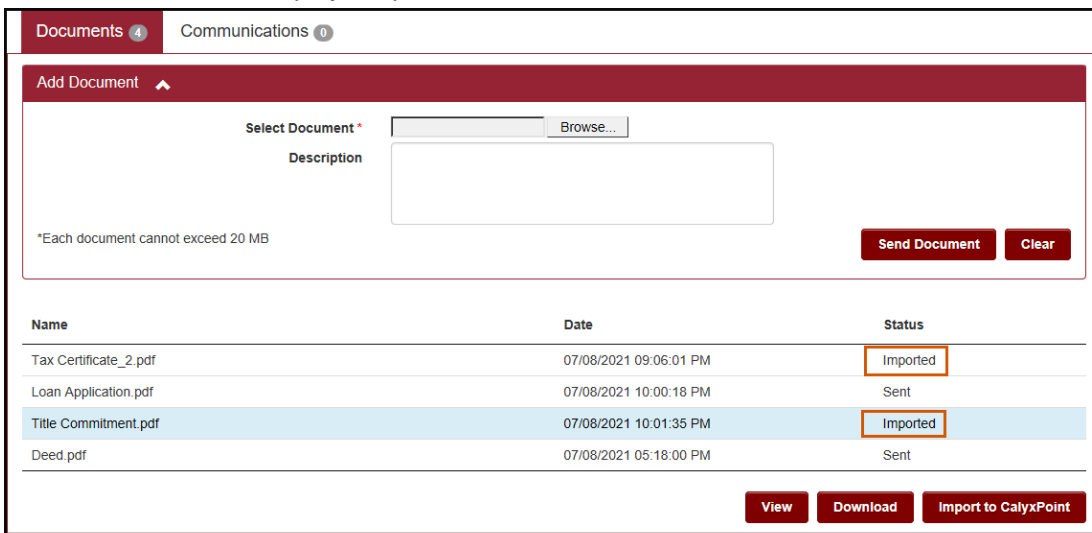 Documents 4 Communications 0
Add Document
Select Document * Browse...
Description
*Each document cannot exceed 20 MB
Send Document Clear
Name Date Status
Tax Certificate_2.pdf 07/08/2021 09:06:01 PM Imported
Loan Application.pdf 07/08/2021 10:00:18 PM Sent
Title Commitment.pdf 07/08/2021 10:01:35 PM Imported
Deed.pdf 07/08/2021 05:18:00 PM Sent
View Download Import to CalyxPoint